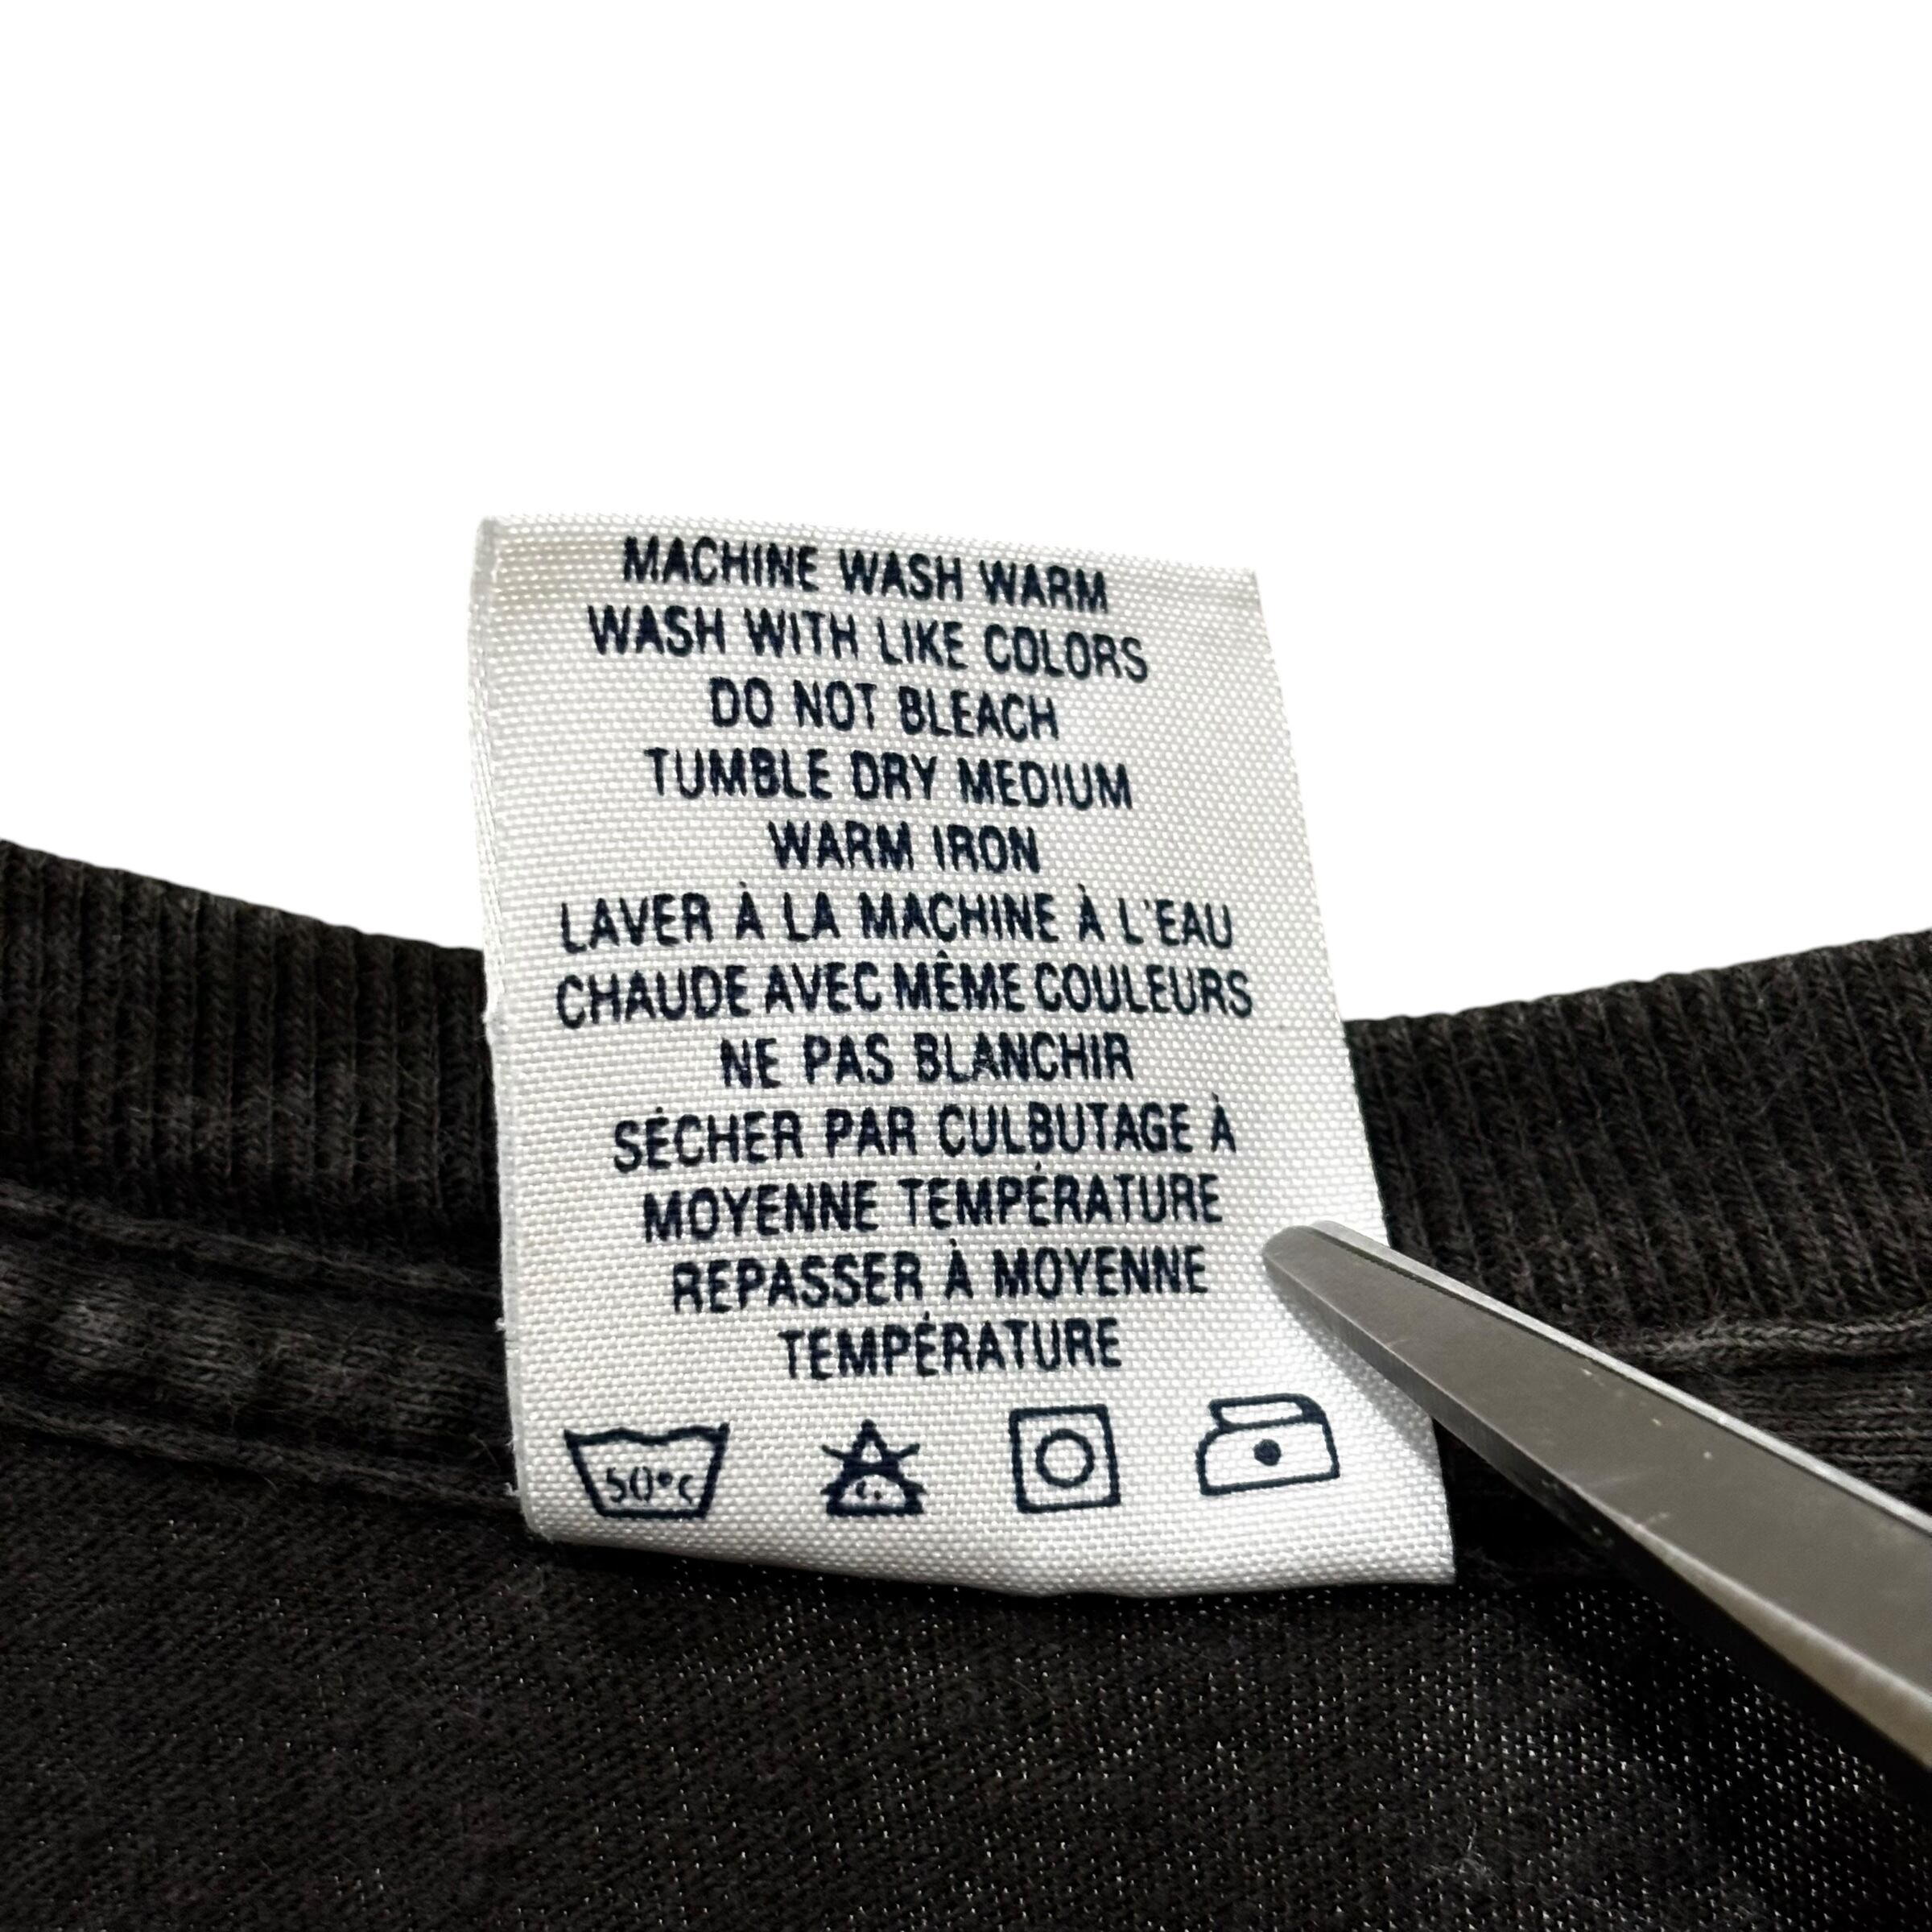 MACHINE WASH WARM
WASH WITH LIKE COLORS
DO NOT BLEACH
TUMBLE DRY MEDIUM
WARM IRON
LAVER À LA MACHINE À L'EAU
CHAUDE AVEC MÊME COULEURS
NE PAS BLANCHIR
SÉCHER PAR CULBUTAGE À
MOYENNE TEMPÉRATURE
REPASSER À MOYENNE
TEMPÉRATURE
50°C